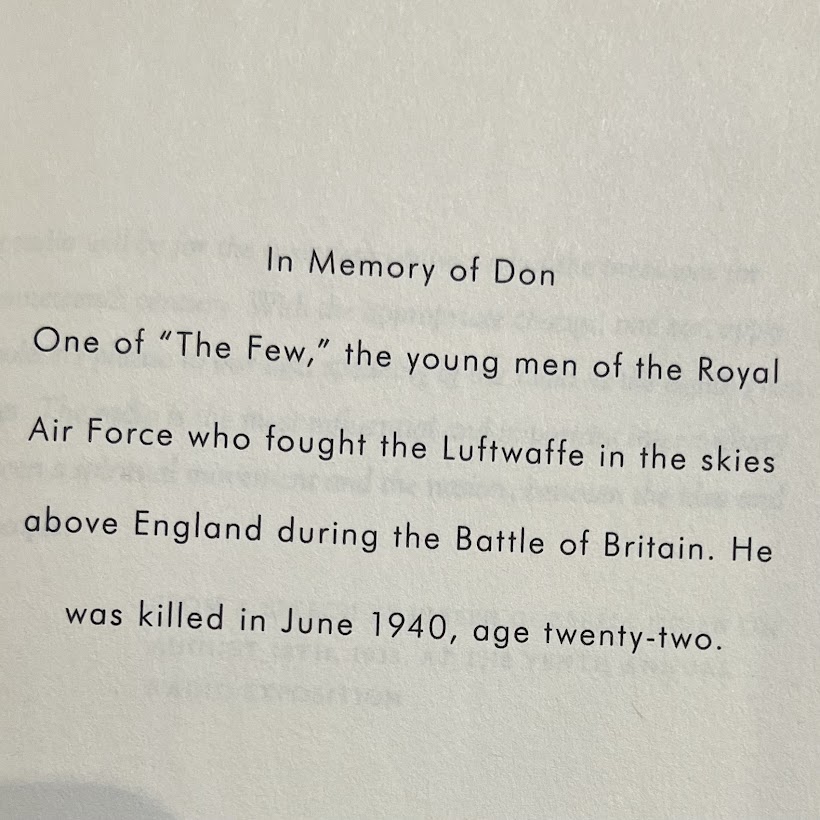 In Memory of Don
One of “The Few,” the young men of the Royal
Air Force who fought the Luftwaffe in the skies
above England during the Battle of Britain. He
was killed in June 1940, age twenty-two.